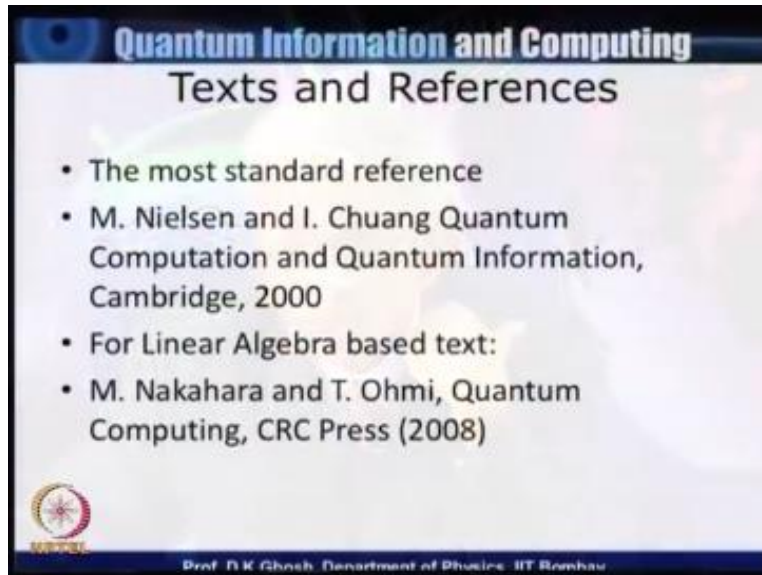 Quantum Information and Computing
Texts and References
• The most standard reference
• M. Nielsen and I. Chuang Quantum
Computation and Quantum Information,
Cambridge, 2000
• For Linear Algebra based text:
• M. Nakahara and T. Ohmi, Quantum
Computing, CRC Press (2008)
NPTEL
Prof. D K Ghosh, Department of Physics, IIT Bombay